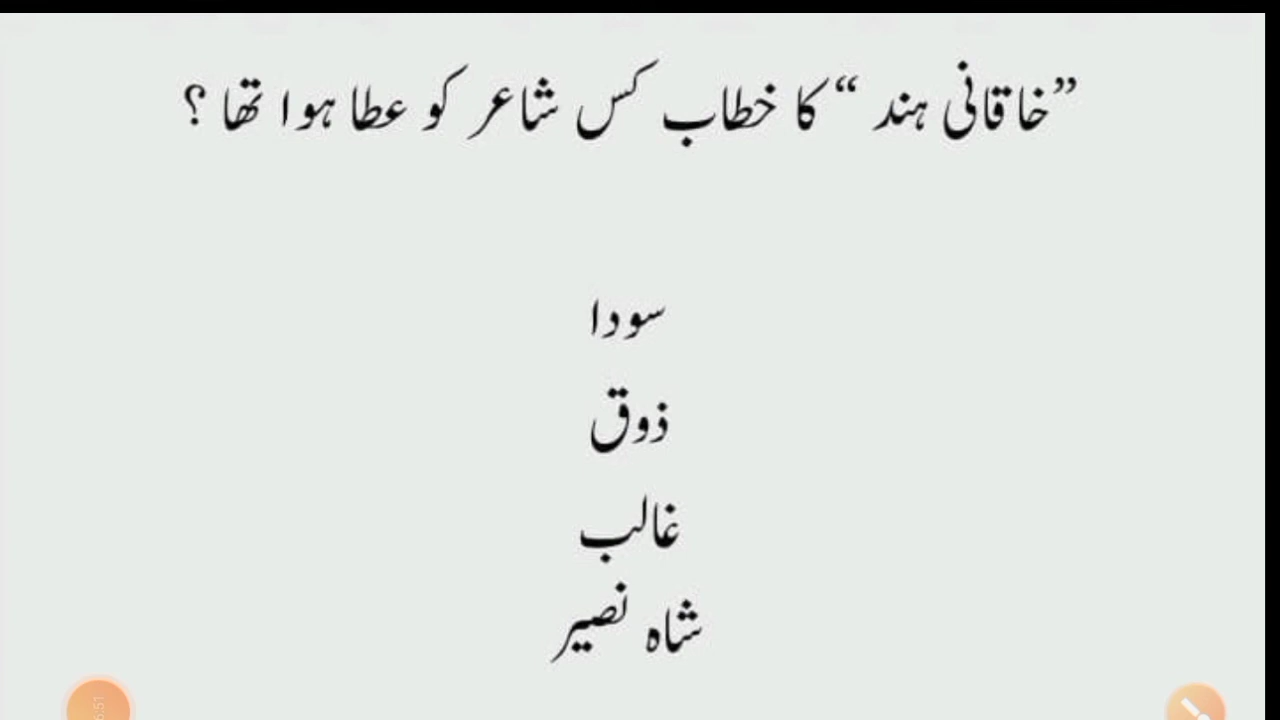 ”خاقانی ہند “ کا خطاب کس شاعر کو عطا ہوا تھا ؟
سودا
ذوق
غالب
شاہ نصیر